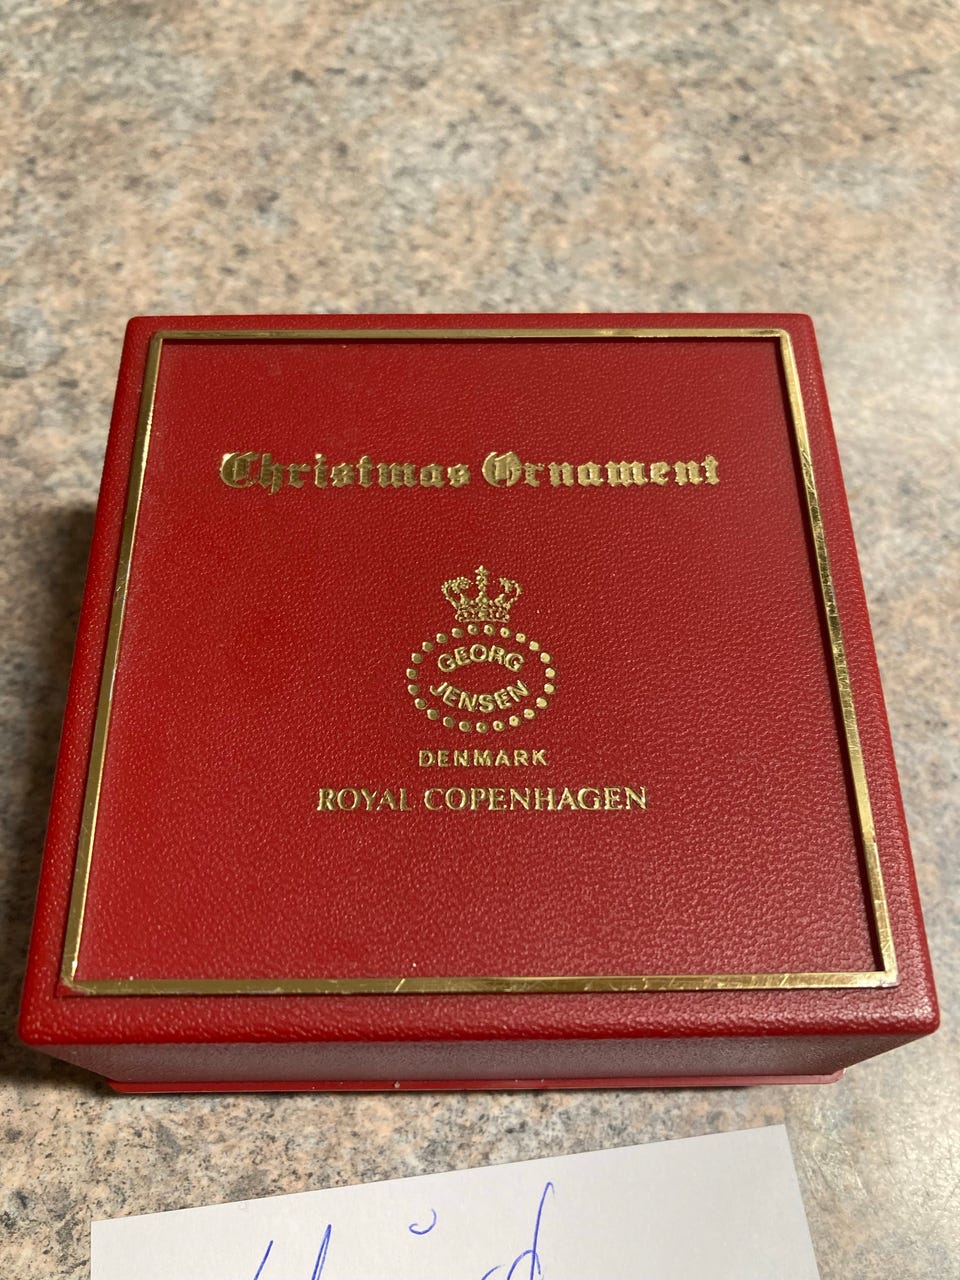 Christmas Ornament
GEORG
JENSEN
DENMARK
ROYAL COPENHAGEN